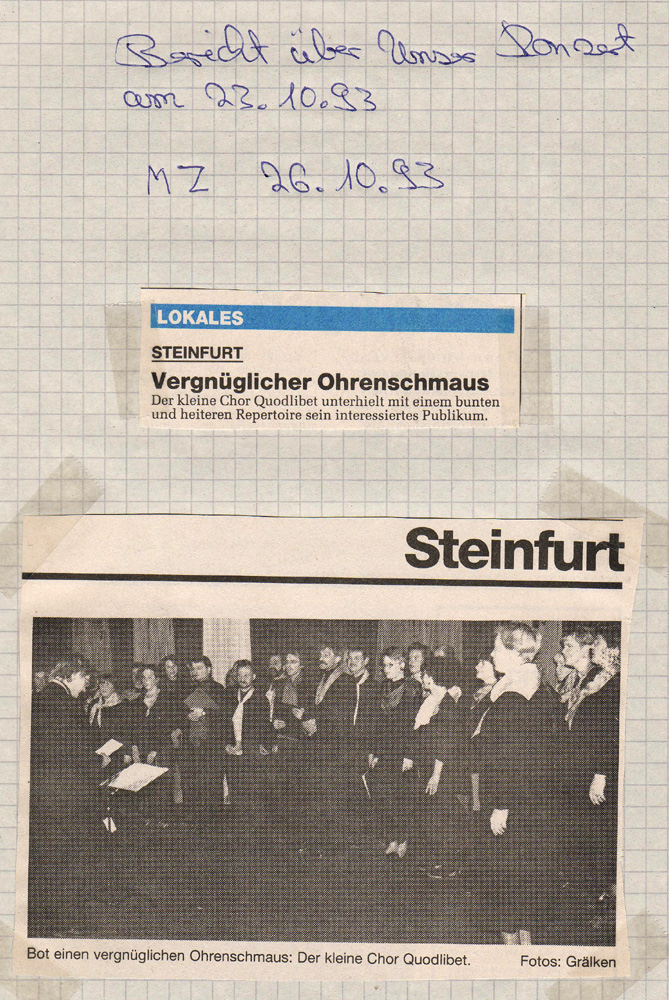 Bericht über Unser Konzert
am 23.10.93
MZ 26.10.93
LOKALES
STEINFURT
Vergnüglicher Ohrenschmaus
Der kleine Chor Quodlibet unterhielt mit einem bunten
und heiteren Repertoire sein interessiertes Publikum.
Steinfurt
Bot einen vergnüglichen Ohrenschmaus: Der kleine Chor Quodlibet. Fotos: Grälken